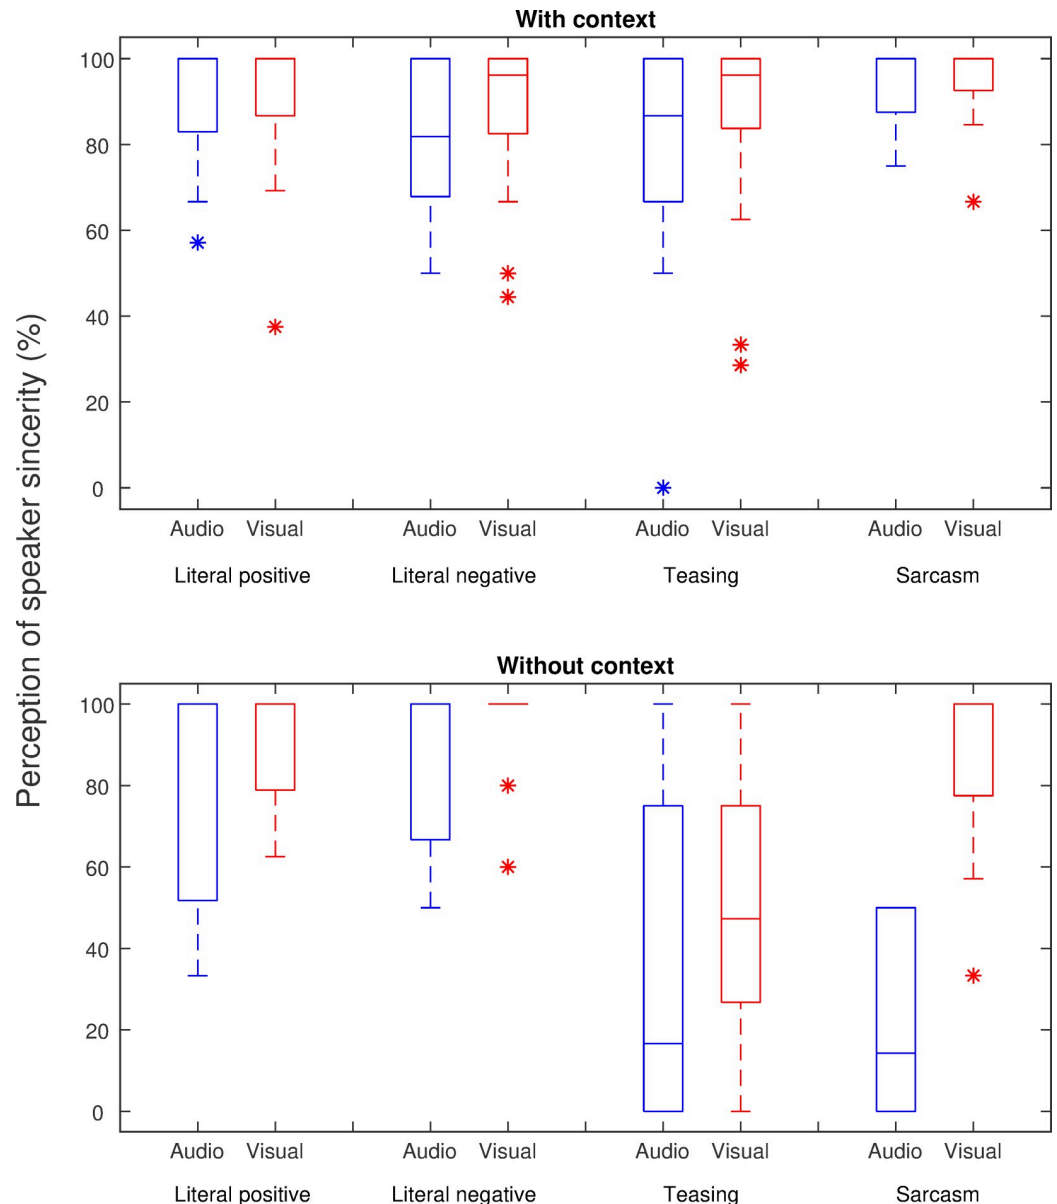 With context
100
80
60
40
20
0
Audio Visual Audio Visual Audio Visual Audio Visual
Literal positive Literal negative Teasing Sarcasm
Perception of speaker sincerity (%)
Without context
100
80
60
40
20
0
Audio Visual Audio Visual Audio Visual Audio Visual
Literal positive Literal negative Teasing Sarcasm